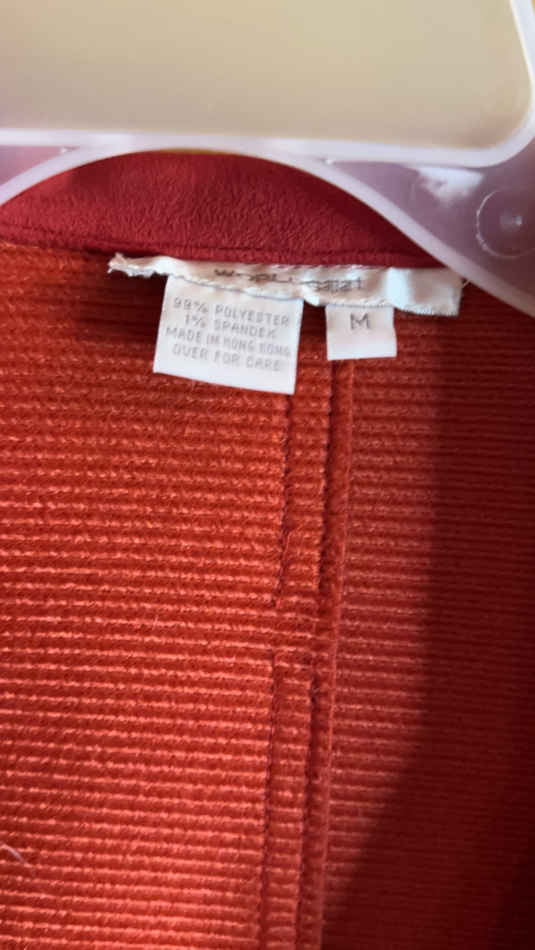 99% POLYESTER
1% SPANDEX
MADE IN HONG KONG
OVER FOR CARE
M